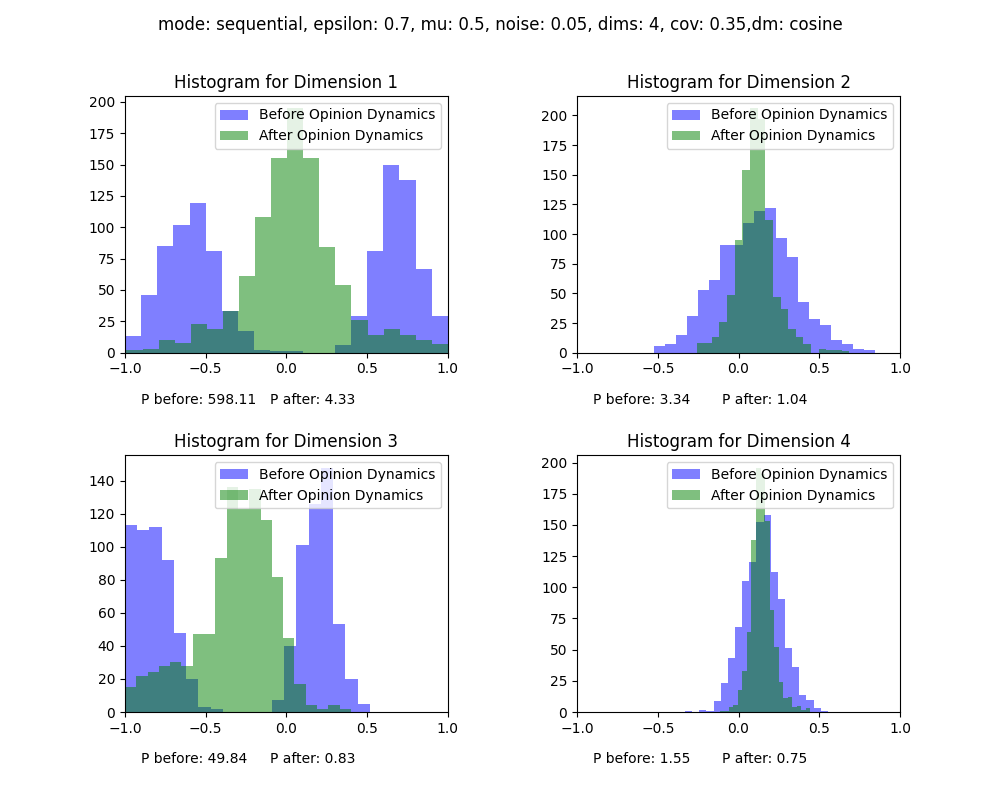 mode: sequential, epsilon: 0.7, mu: 0.5, noise: 0.05, dims: 4, cov: 0.35,dm: cosine
Histogram for Dimension 1
Before Opinion Dynamics
After Opinion Dynamics
200
175
150
125
100
75
50
25
0
−1.0 −0.5 0.0 0.5 1.0
P before: 598.11 P after: 4.33
Histogram for Dimension 2
Before Opinion Dynamics
After Opinion Dynamics
200
175
150
125
100
75
50
25
0
−1.0 −0.5 0.0 0.5 1.0
P before: 3.34 P after: 1.04
Histogram for Dimension 3
Before Opinion Dynamics
After Opinion Dynamics
140
120
100
80
60
40
20
0
−1.0 −0.5 0.0 0.5 1.0
P before: 49.84 P after: 0.83
Histogram for Dimension 4
Before Opinion Dynamics
After Opinion Dynamics
200
175
150
125
100
75
50
25
0
−1.0 −0.5 0.0 0.5 1.0
P before: 1.55 P after: 0.75